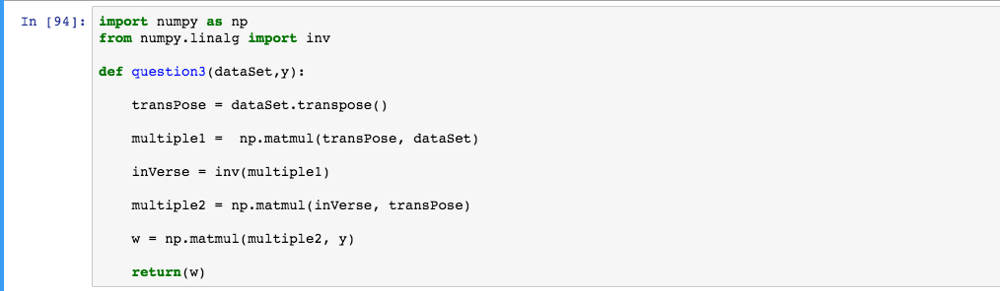 In [94]: import numpy as np
from numpy.linalg import inv
def question3(dataSet,y):
transPose = dataSet.transpose()
multiple1 =  np.matmul(transPose, dataSet)
inVerse = inv(multiple1)
multiple2 = np.matmul(inVerse, transPose)
w = np.matmul(multiple2, y)
return(w)